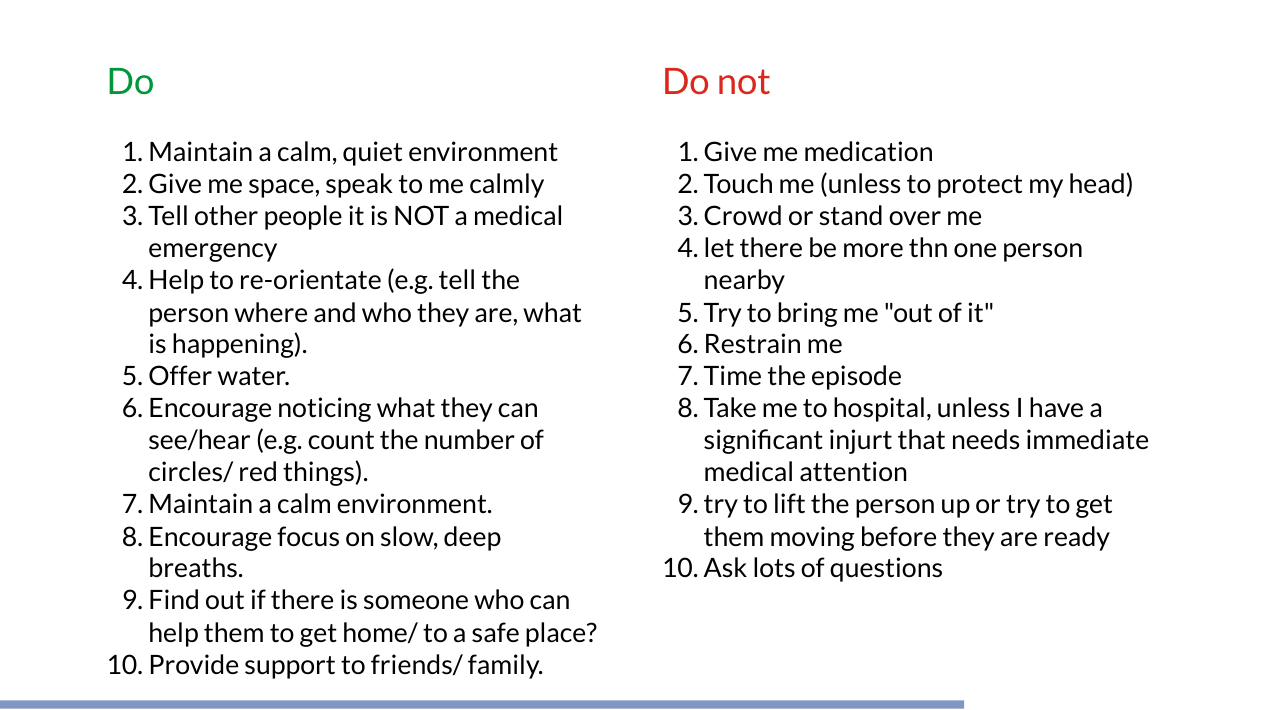 Do
1. Maintain a calm, quiet environment
2. Give me space, speak to me calmly
3. Tell other people it is NOT a medical
emergency
4. Help to re-orientate (e.g. tell the
person where and who they are, what
is happening).
5. Offer water.
6. Encourage noticing what they can
see/hear (e.g. count the number of
circles/ red things).
7. Maintain a calm environment.
8. Encourage focus on slow, deep
breaths.
9. Find out if there is someone who can
help them to get home/ to a safe place?
10. Provide support to friends/ family.
Do not
1. Give me medication
2. Touch me (unless to protect my head)
3. Crowd or stand over me
4. let there be more thn one person
nearby
5. Try to bring me "out of it"
6. Restrain me
7. Time the episode
8. Take me to hospital, unless I have a
significant injurt that needs immediate
medical attention
9. try to lift the person up or try to get
them moving before they are ready
10. Ask lots of questions